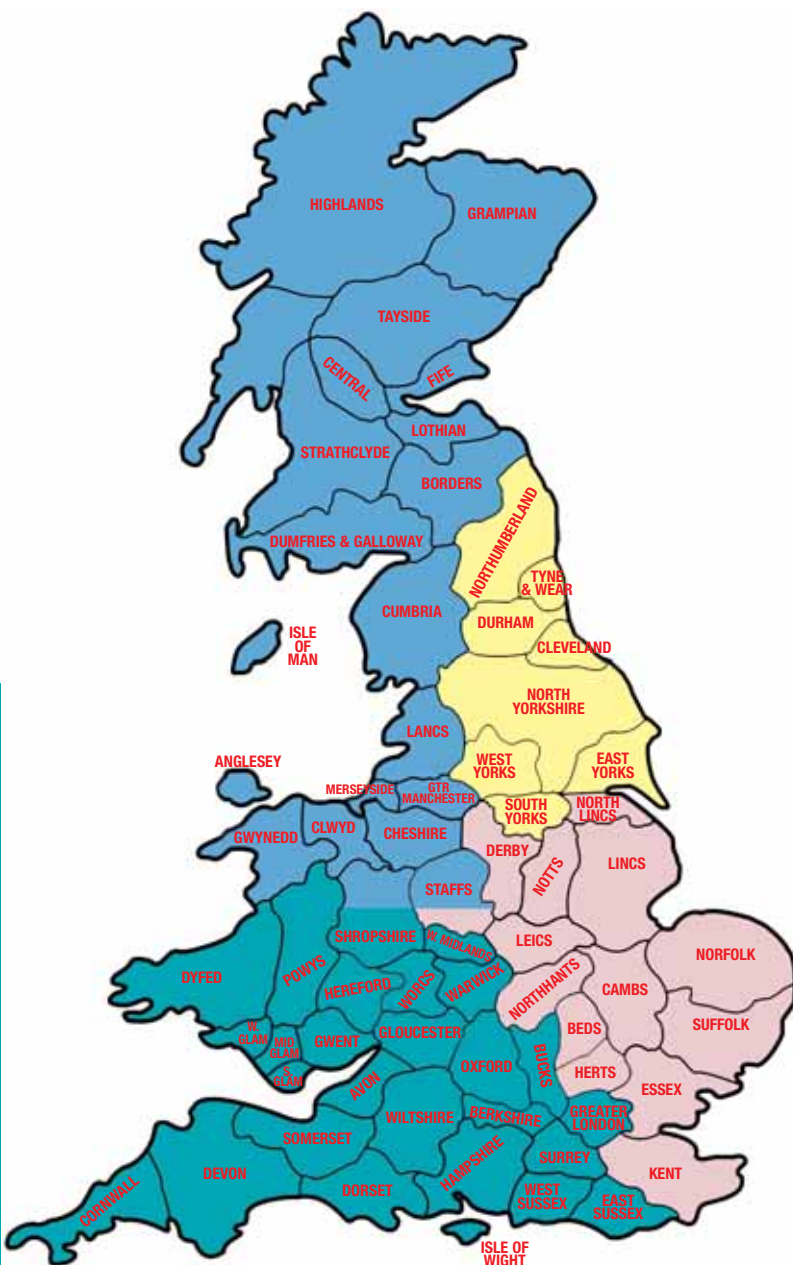 HIGHLANDS
GRAMPIAN
TAYSIDE
CENTRAL
FIFE
LOTHIAN
STRATHCLYDE
BORDERS
NORTHUMBERLAND
DUMFRIES & GALLOWAY
TYNE
& WEAR
CUMBRIA
DURHAM
ISLE
OF
MAN
CLEVELAND
NORTH
YORKSHIRE
LANCS
WEST
YORKS
EAST
YORKS
ANGLESEY
MERSEYSIDE
GTR
MANCHESTER
SOUTH
YORKS
NORTH
LINCS
GWYNEDD
CLWYD
CHESHIRE
DERBY
NOTTS
LINCS
STAFFS
SHROPSHIRE
W. MIDLANDS
LEICS
NORFOLK
DYFED
POWYS
HEREFORD
WORCS
WARWICK
NORTHHANTS
CAMBS
SUFFOLK
W.
GLAM
MID
GLAM
S.
GLAM
GWENT
GLOUCESTER
OXFORD
BUCKS
BEDS
HERTS
ESSEX
AVON
WILTSHIRE
BERKSHIRE
GREATER
LONDON
SOMERSET
HAMPSHIRE
SURREY
KENT
CORNWALL
DEVON
DORSET
WEST
SUSSEX
EAST
SUSSEX
ISLE OF
WIGHT